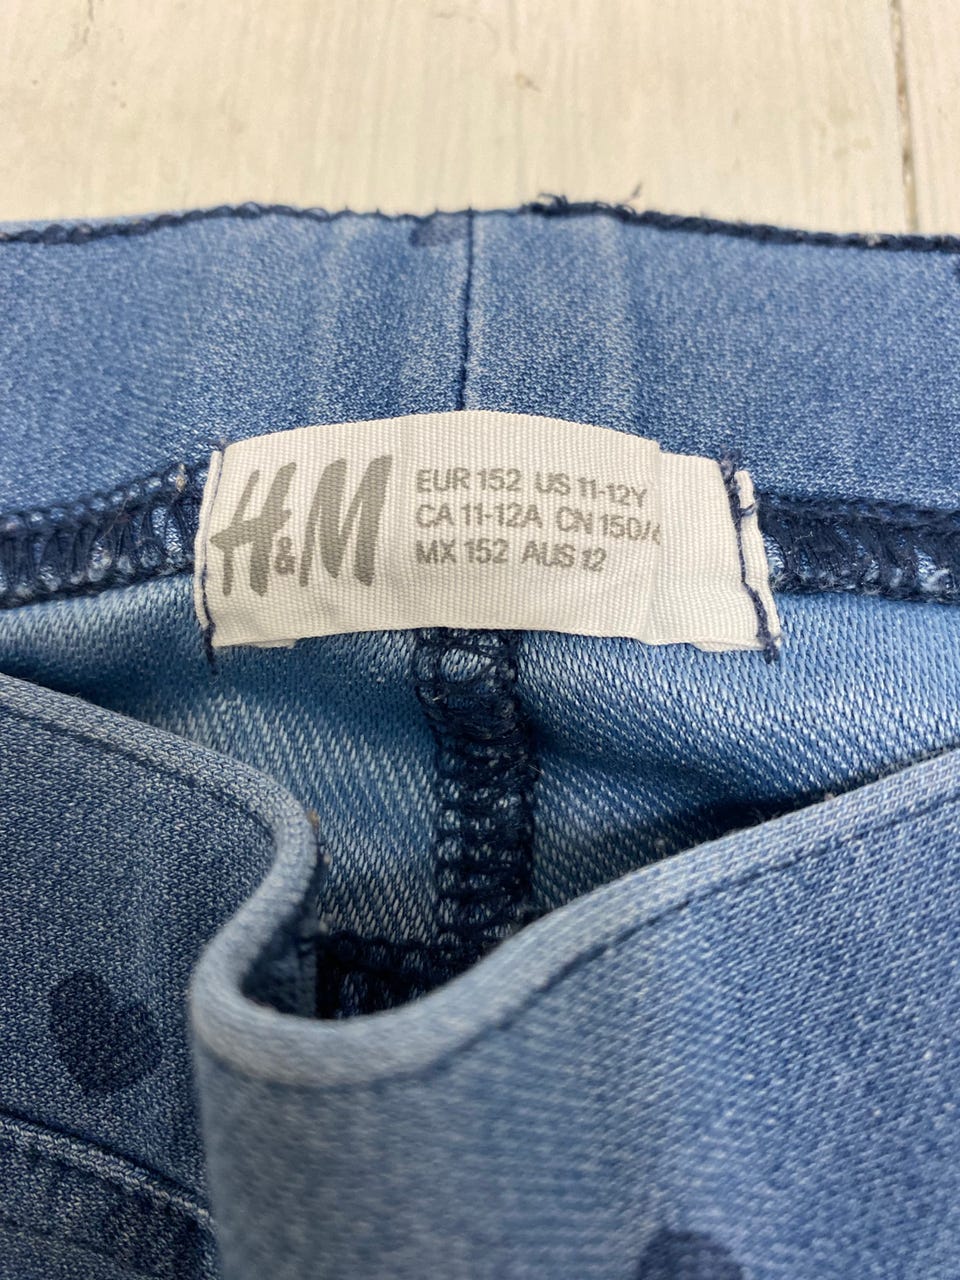 H&M
EUR 152 US 11-12Y
CA 11-12A CN 150/
MX 152 AUS 12